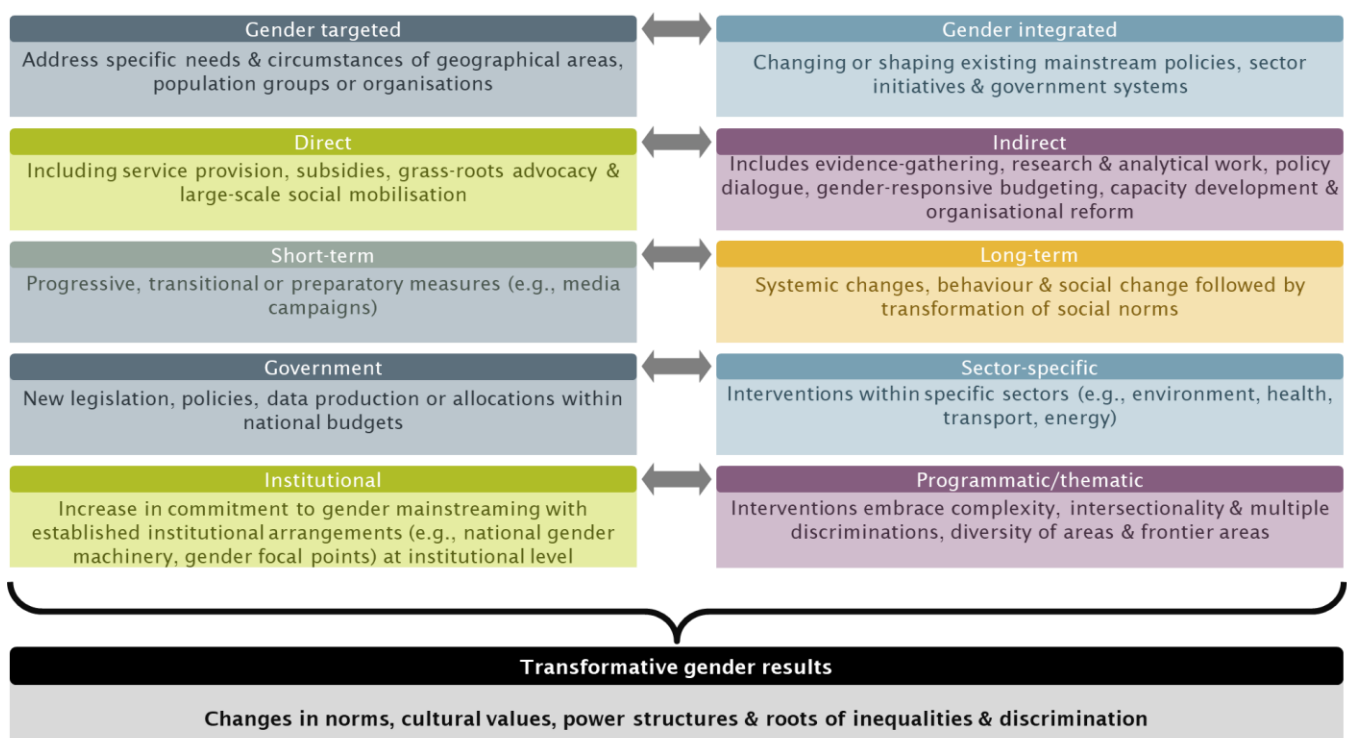 Gender targeted
Address specific needs & circumstances of geographical areas,
population groups or organisations
Gender integrated
Changing or shaping existing mainstream policies, sector
initiatives & government systems
Direct
Including service provision, subsidies, grass-roots advocacy &
large-scale social mobilisation
Indirect
Includes evidence-gathering, research & analytical work, policy
dialogue, gender-responsive budgeting, capacity development &
organisational reform
Short-term
Progressive, transitional or preparatory measures (e.g., media
campaigns)
Long-term
Systemic changes, behaviour & social change followed by
transformation of social norms
Government
New legislation, policies, data production or allocations within
national budgets
Sector-specific
Interventions within specific sectors (e.g., environment, health,
transport, energy)
Institutional
Increase in commitment to gender mainstreaming with
established institutional arrangements (e.g., national gender
machinery, gender focal points) at institutional level
Programmatic/thematic
Interventions embrace complexity, intersectionality & multiple
discriminations, diversity of areas & frontier areas
Transformative gender results
Changes in norms, cultural values, power structures & roots of inequalities & discrimination